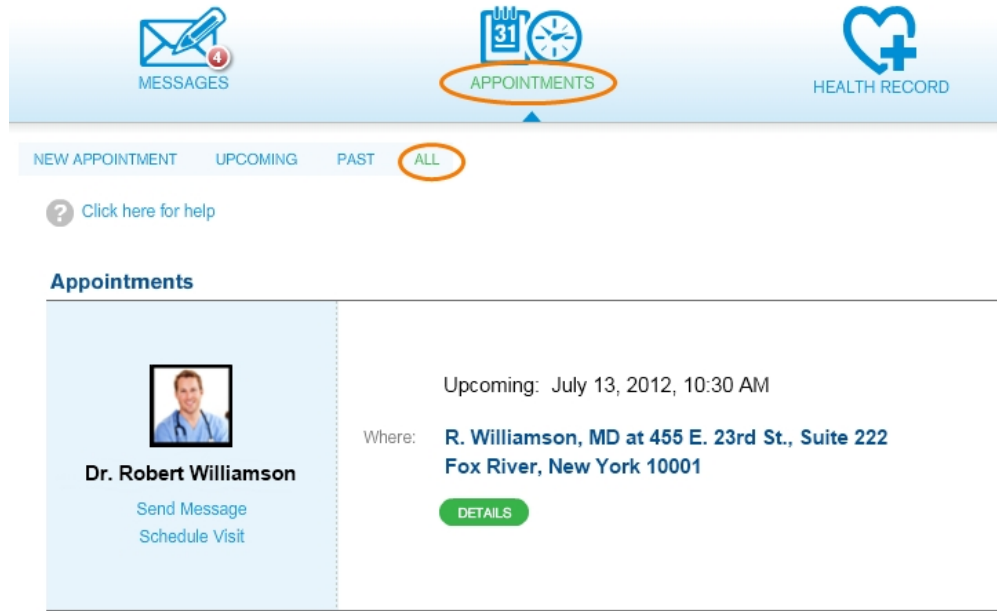 4
31
MESSAGES
APPOINTMENTS
HEALTH RECORD
NEW APPOINTMENT UPCOMING PAST ALL
? Click here for help
Appointments
Upcoming: July 13, 2012, 10:30 AM
Where: R. Williamson, MD at 455 E. 23rd St., Suite 222
Fox River, New York 10001
DETAILS
Dr. Robert Williamson
Send Message
Schedule Visit